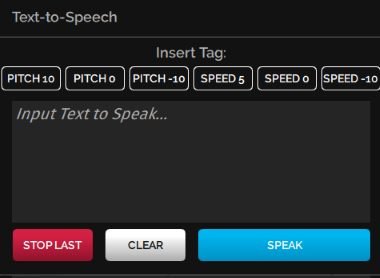 Text-to-Speech
Insert Tag:
PITCH 10 PITCH 0 PITCH -10 SPEED 5 SPEED 0 SPEED -10
Input Text to Speak...
STOP LAST CLEAR SPEAK